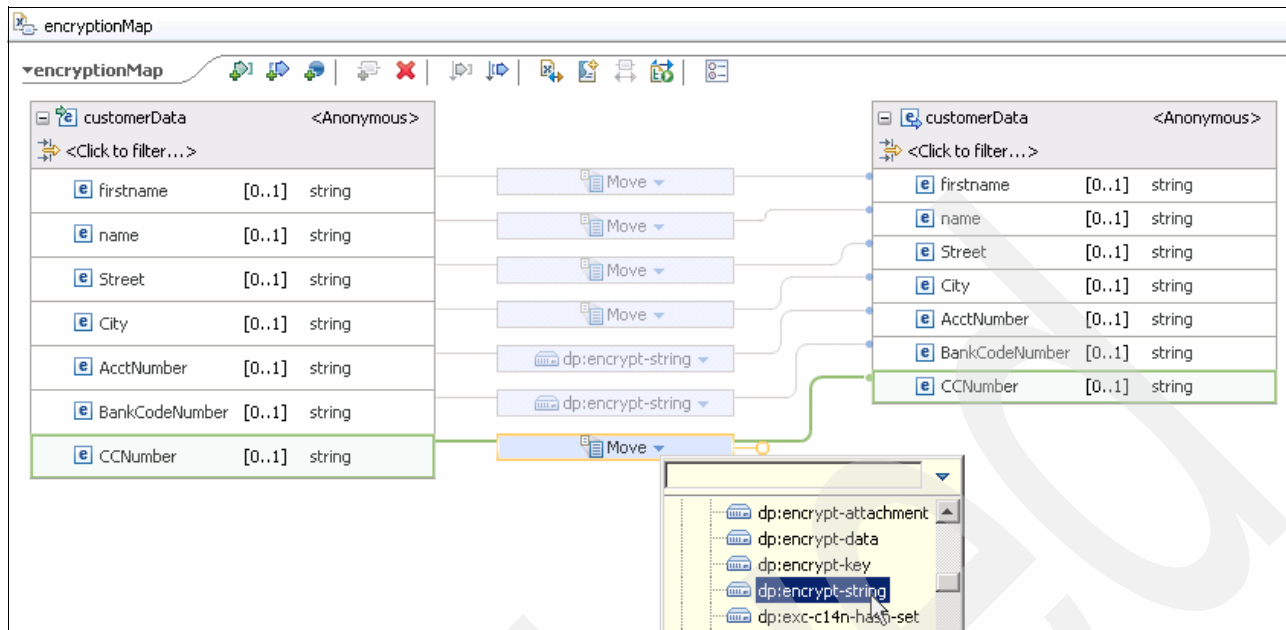 encryptionMap
encryptionMap
customerData <Anonymous>
<Click to filter...>
firstname [0..1] string
name [0..1] string
Street [0..1] string
City [0..1] string
AcctNumber [0..1] string
BankCodeNumber [0..1] string
CCNumber [0..1] string
Move
Move
Move
Move
dp:encrypt-string
dp:encrypt-string
Move
customerData <Anonymous>
<Click to filter...>
firstname [0..1] string
name [0..1] string
Street [0..1] string
City [0..1] string
AcctNumber [0..1] string
BankCodeNumber [0..1] string
CCNumber [0..1] string
dp:encrypt-attachment
dp:encrypt-data
dp:encrypt-key
dp:encrypt-string
dp:exc-c14n-hash-set